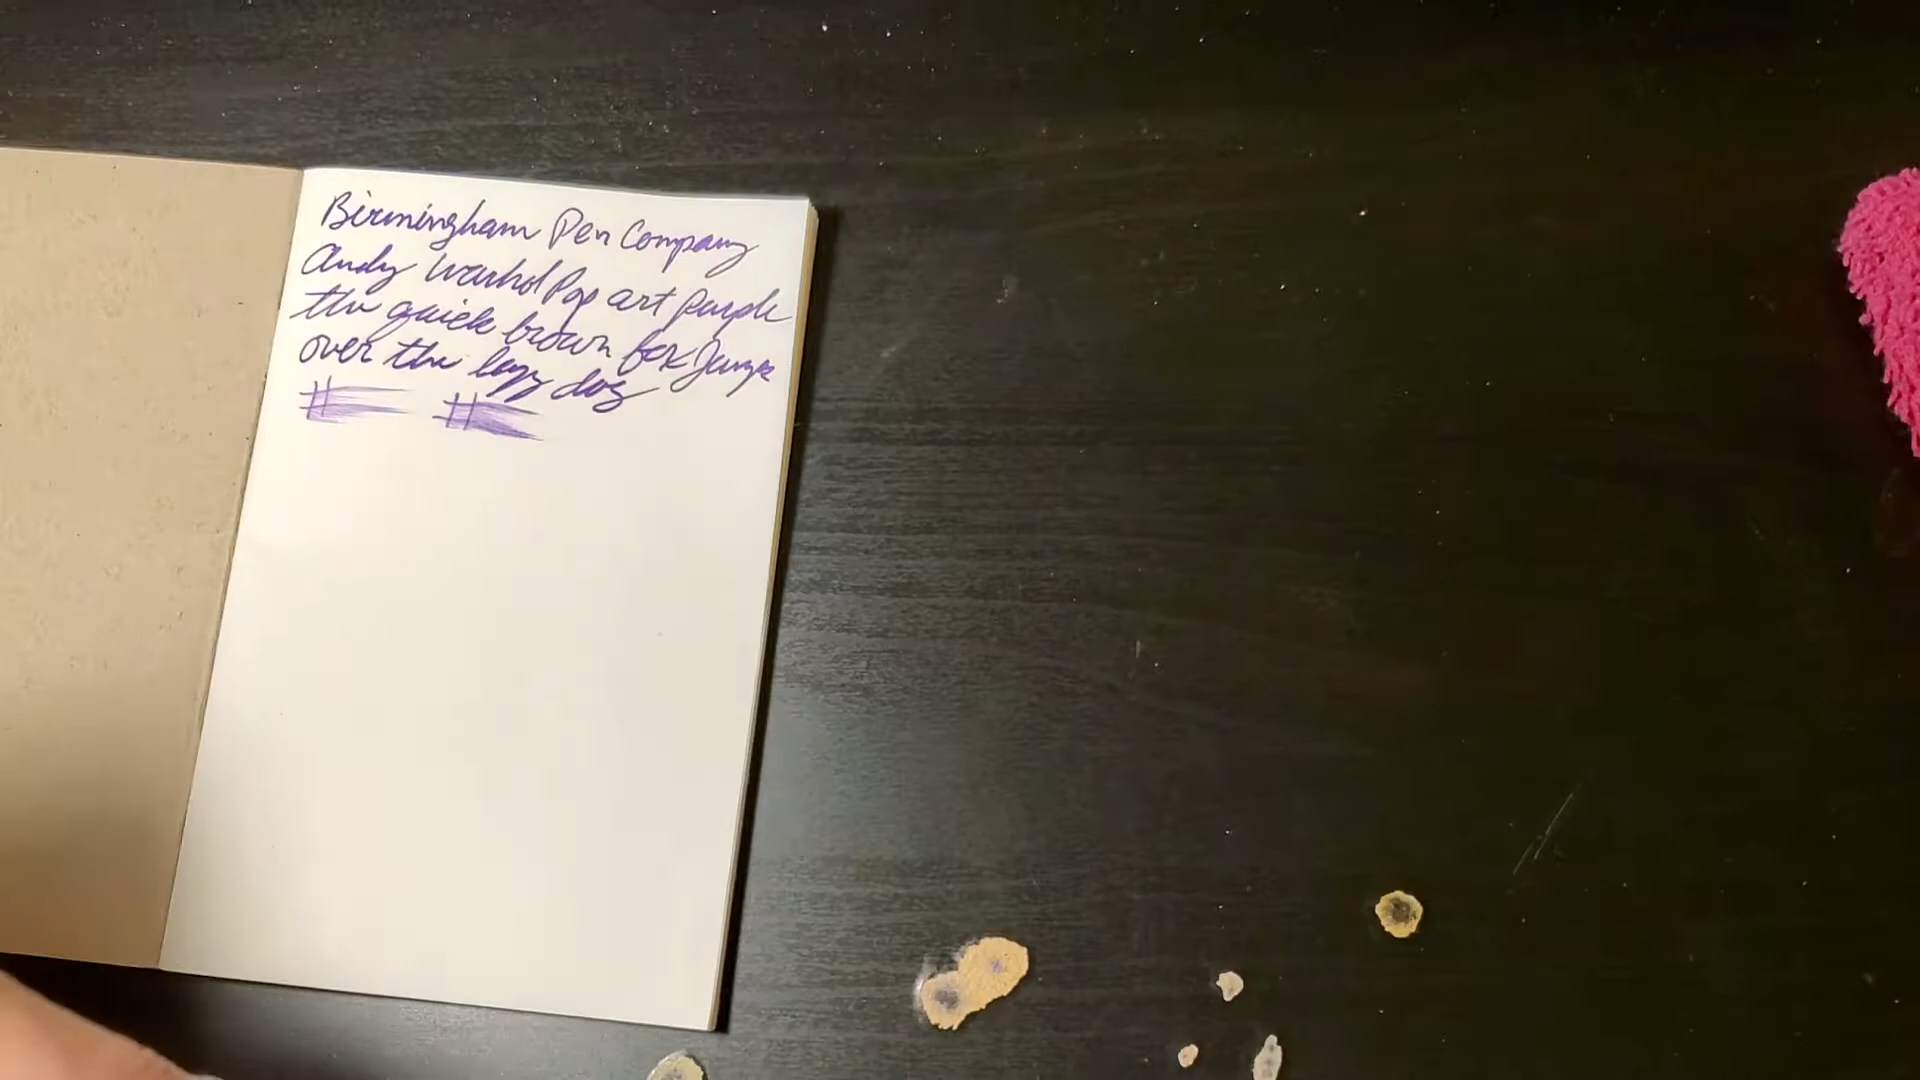 Birmingham Pen Company
Andy Warhol Pop art purple
the quick brown fox Jumps
over the lazy dog